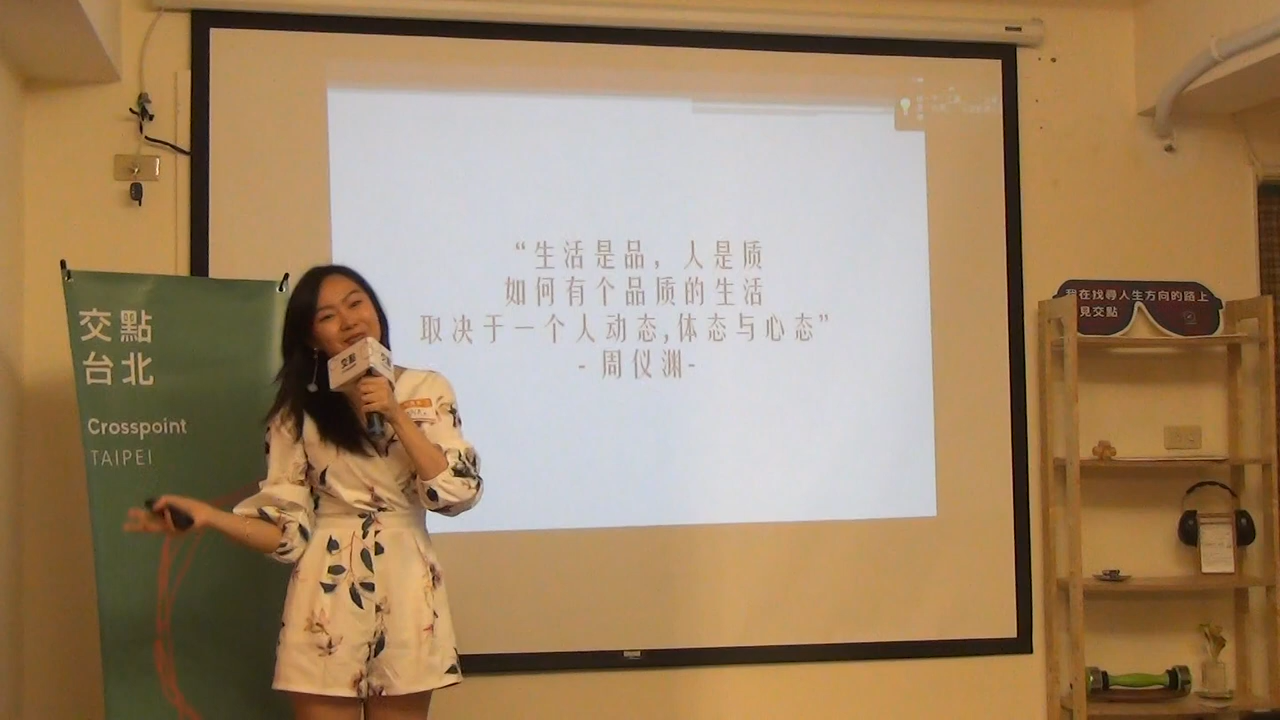 “生活是品，人是质
如何有个品质的生活
取决于一个人动态,体态与心态”
- 周仪渊-
交點
台北
Crosspoint
TAIPEI
交點
我在找尋人生方向的路上
見交點